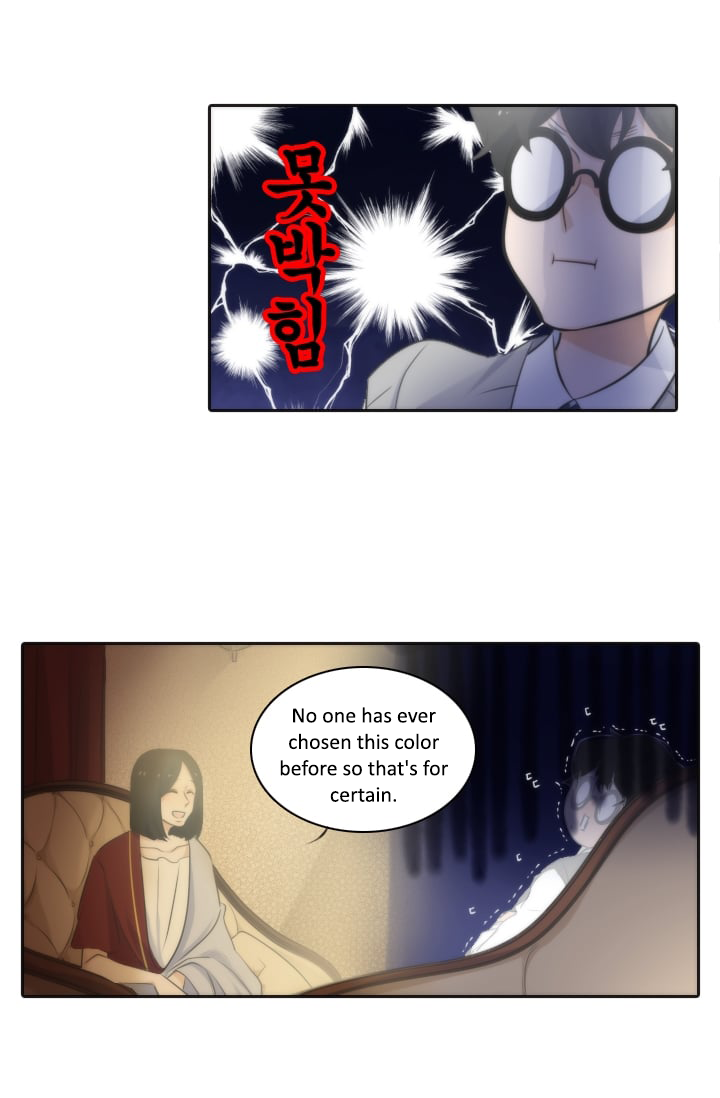 못박힘
No one has ever
chosen this color
before so that's for
certain.